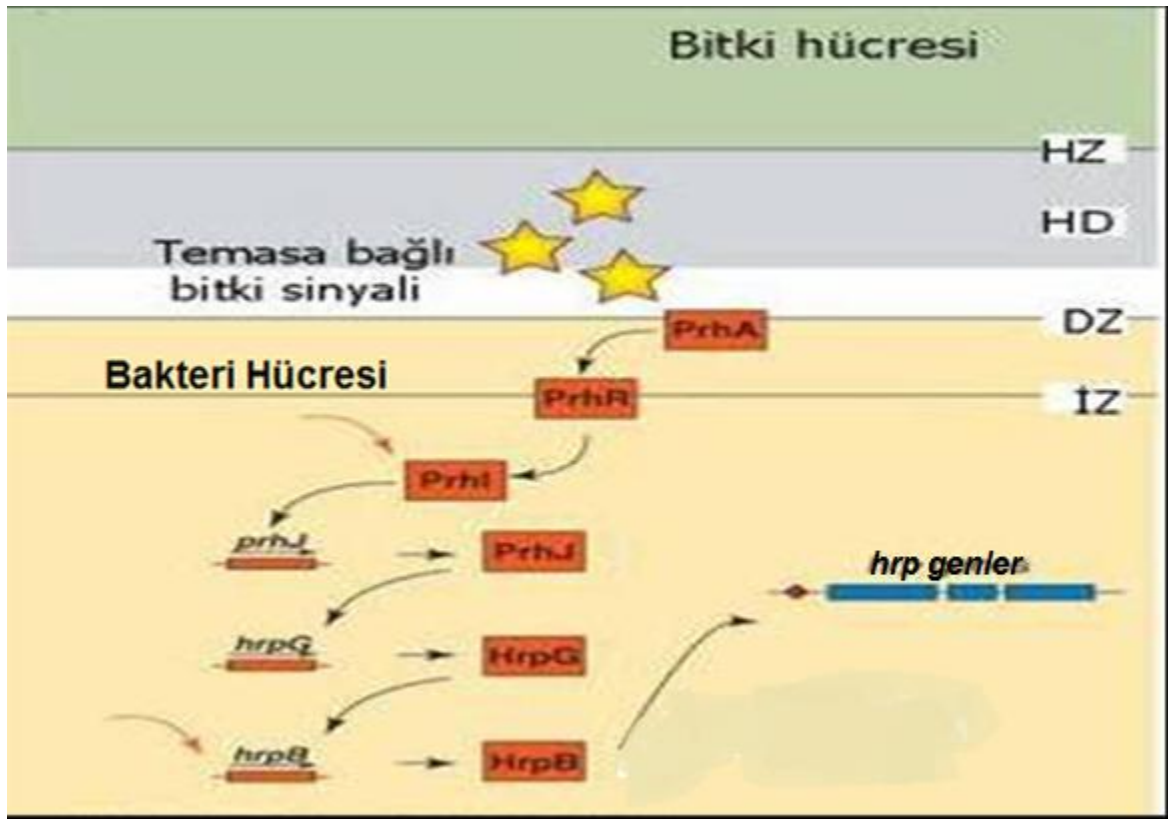 Bitki hücresi
HZ
HD
Temasa bağlı
bitki sinyali
DZ
PrhA
Bakteri Hücresi
PrhR
İZ
PrhI
prhJ
PrhJ
hrp genler
hrpG
HrpG
hrpB
HrpB